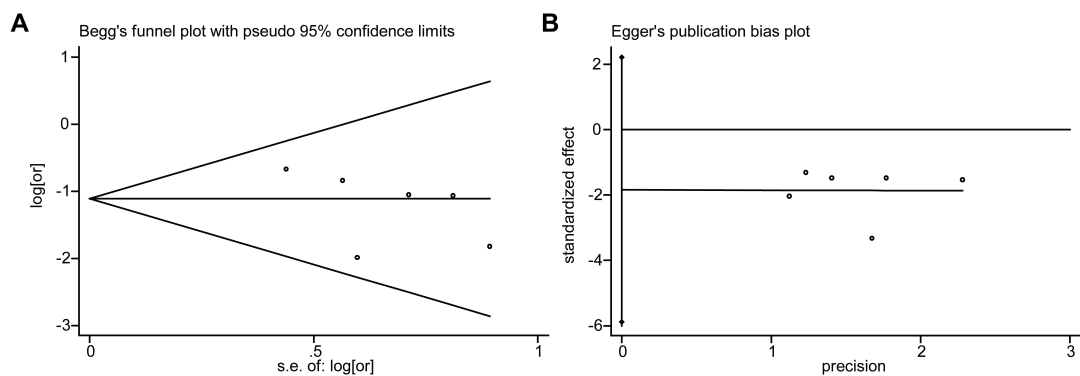 A
Begg's funnel plot with pseudo 95% confidence limits
1
0
-1
-2
-3
log[or]
0
.5
1
s.e. of: log[or]
B
Egger's publication bias plot
2
0
-2
-4
-6
standardized effect
0
1
2
3
precision